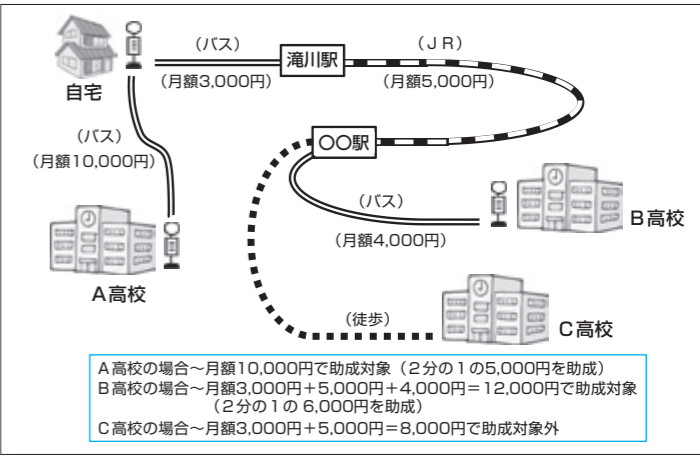 (バス)
滝川駅
(JR)
(月額3,000円)
(月額5,000円)
自宅
(バス)
(月額10,000円)
〇〇駅
(バス)
(月額4,000円)
B高校
A高校
(徒歩)
C高校
A高校の場合～月額10,000円で助成対象（2分の1の5,000円を助成）
B高校の場合～月額3,000円＋5,000円＋4,000円＝12,000円で助成対象
（2分の1の 6,000円を助成）
C高校の場合～月額3,000円＋5,000円＝8,000円で助成対象外